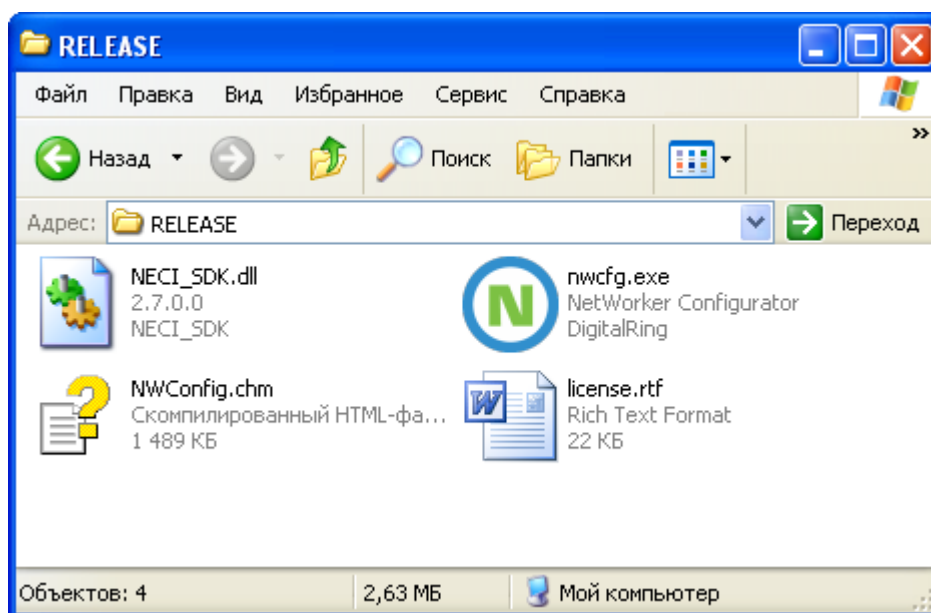 RELEASE
Файл Правка Вид Избранное Сервис Справка
Назад Поиск Папки »
Адрес: RELEASE Переход
NECI_SDK.dll
2.7.0.0
NECI_SDK
N
nwcfg.exe
NetWorker Configurator
DigitalRing
NWConfig.chm
Скомпилированный HTML-фа...
1 489 КБ
W
license.rtf
Rich Text Format
22 КБ
Объектов: 4 2,63 МБ Мой компьютер